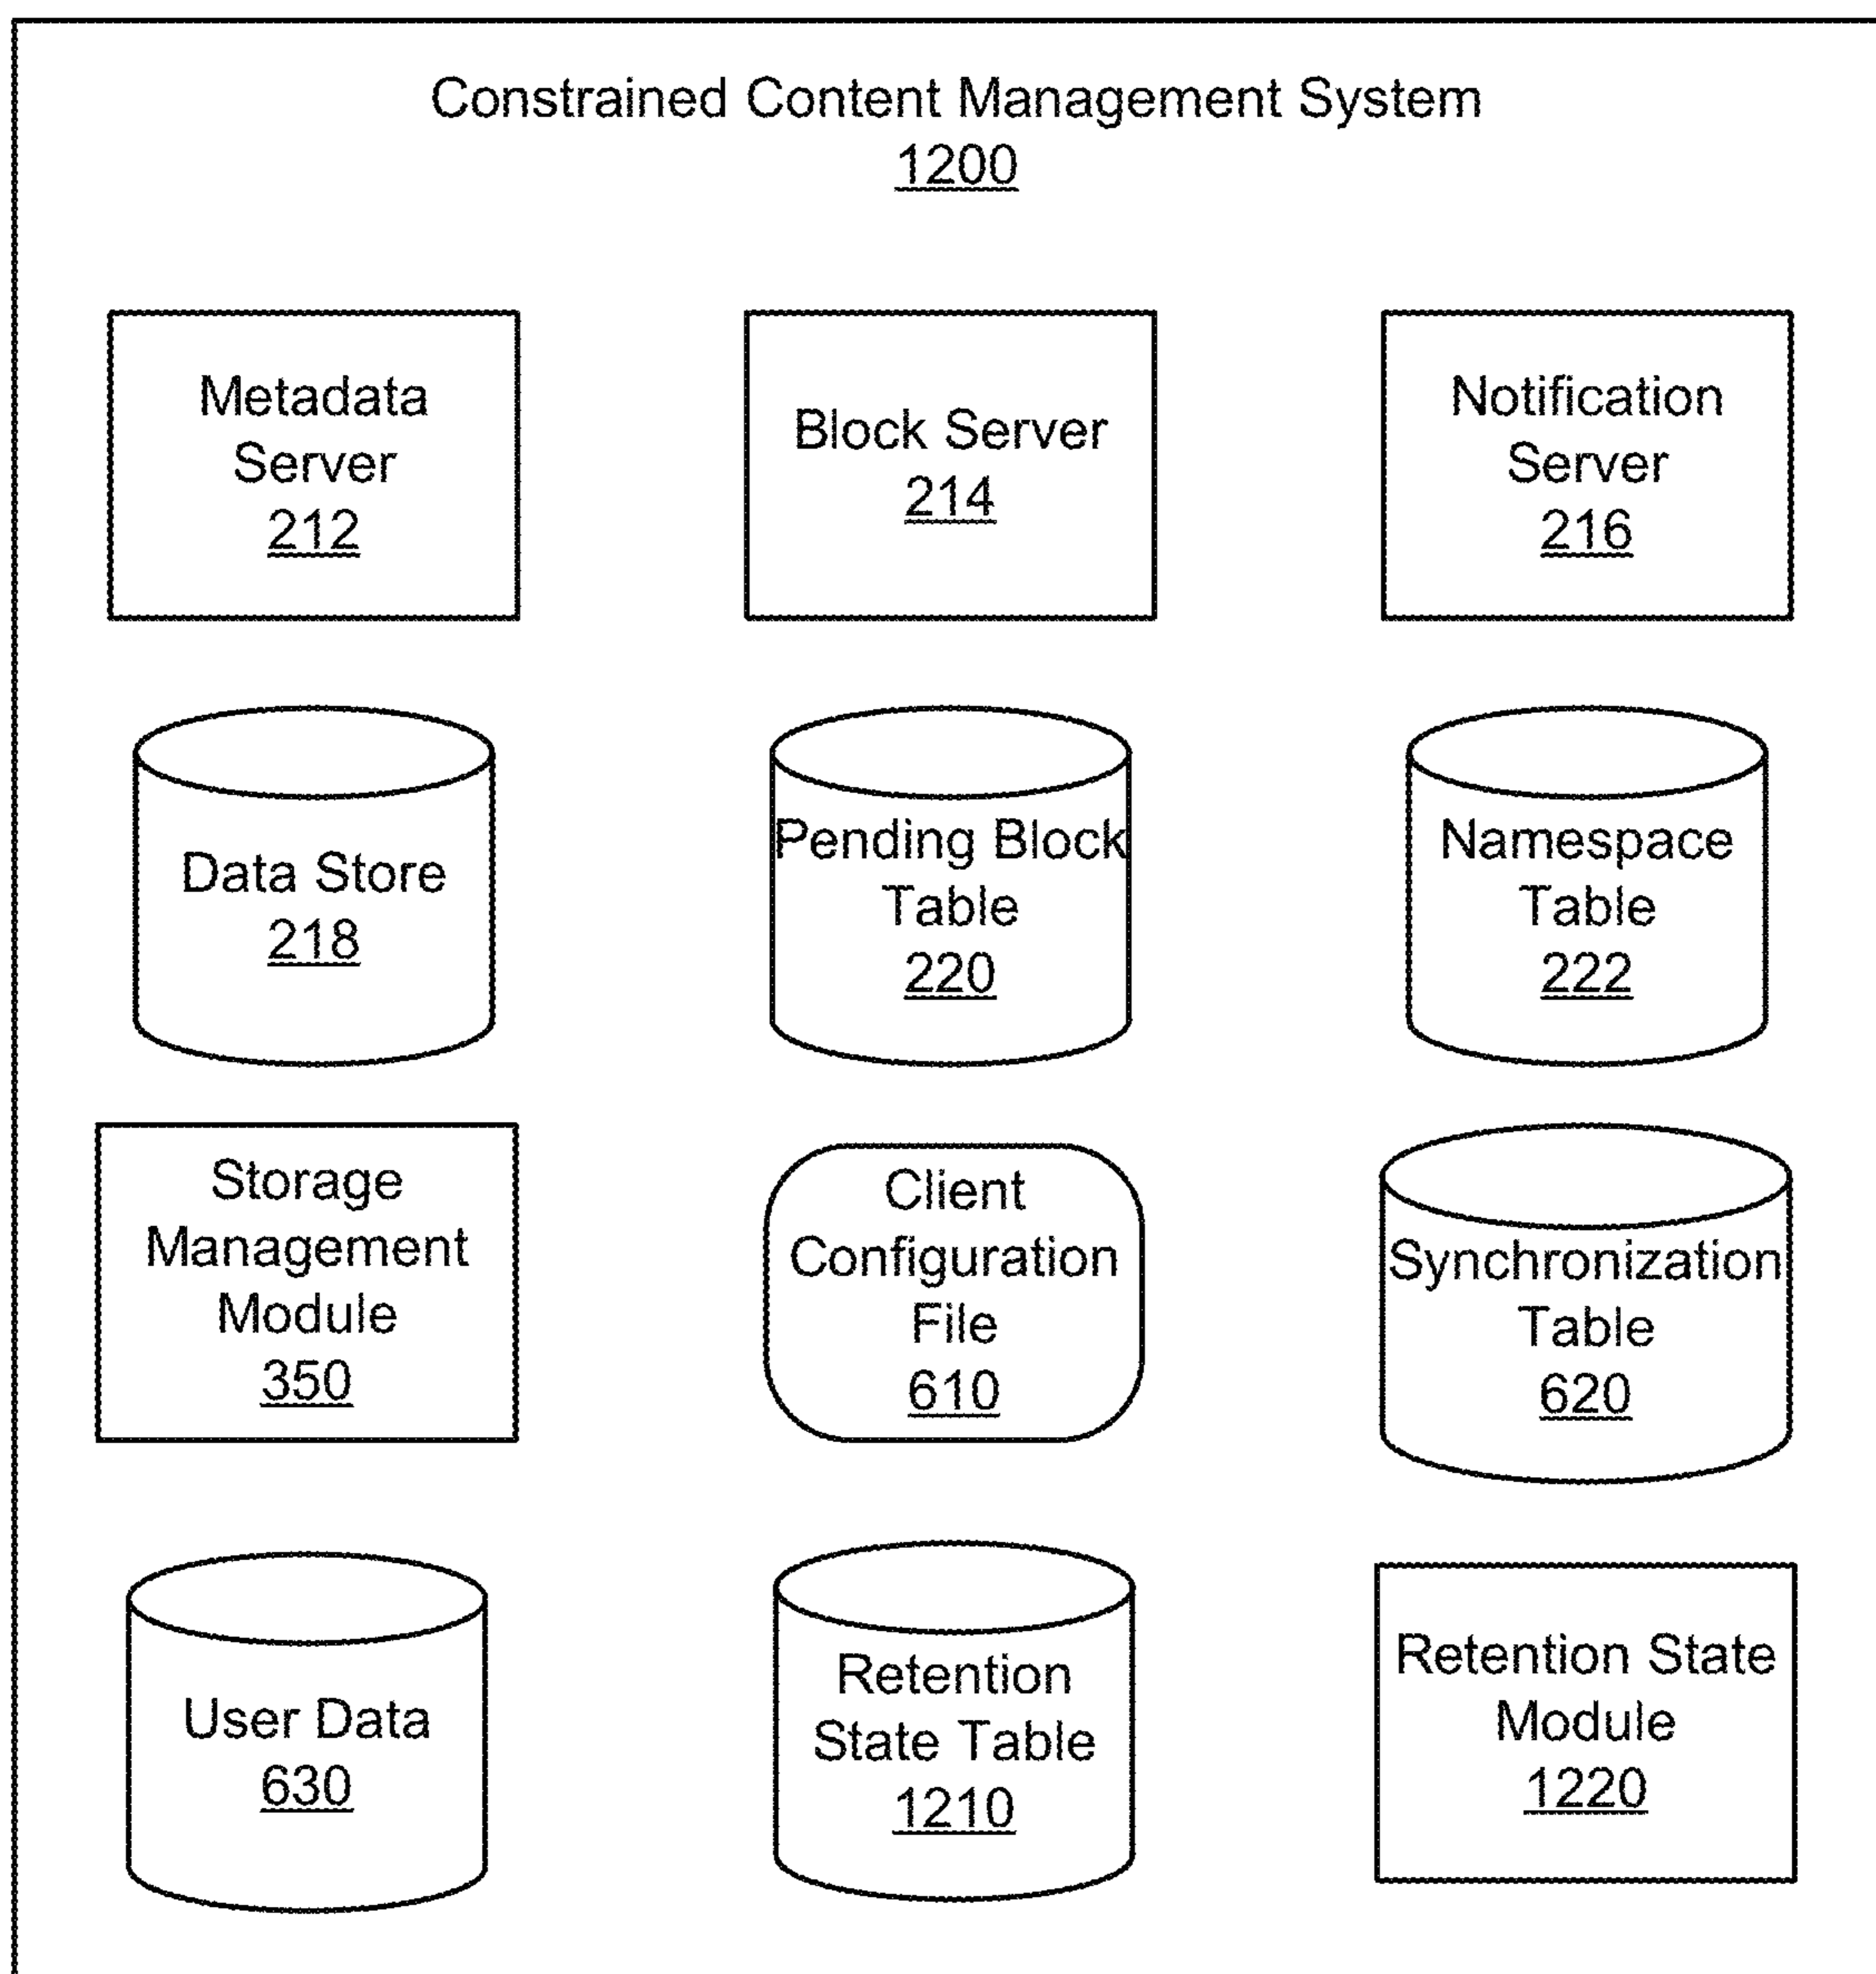 Constrained Content Management System
1200
Metadata
Server
212
Block Server
214
Notification
Server
216
Data Store
218
Pending Block
Table
220
Namespace
Table
222
Storage
Management
Module
350
Client
Configuration
File
610
Synchronization
Table
620
User Data
630
Retention
State Table
1210
Retention State
Module
1220